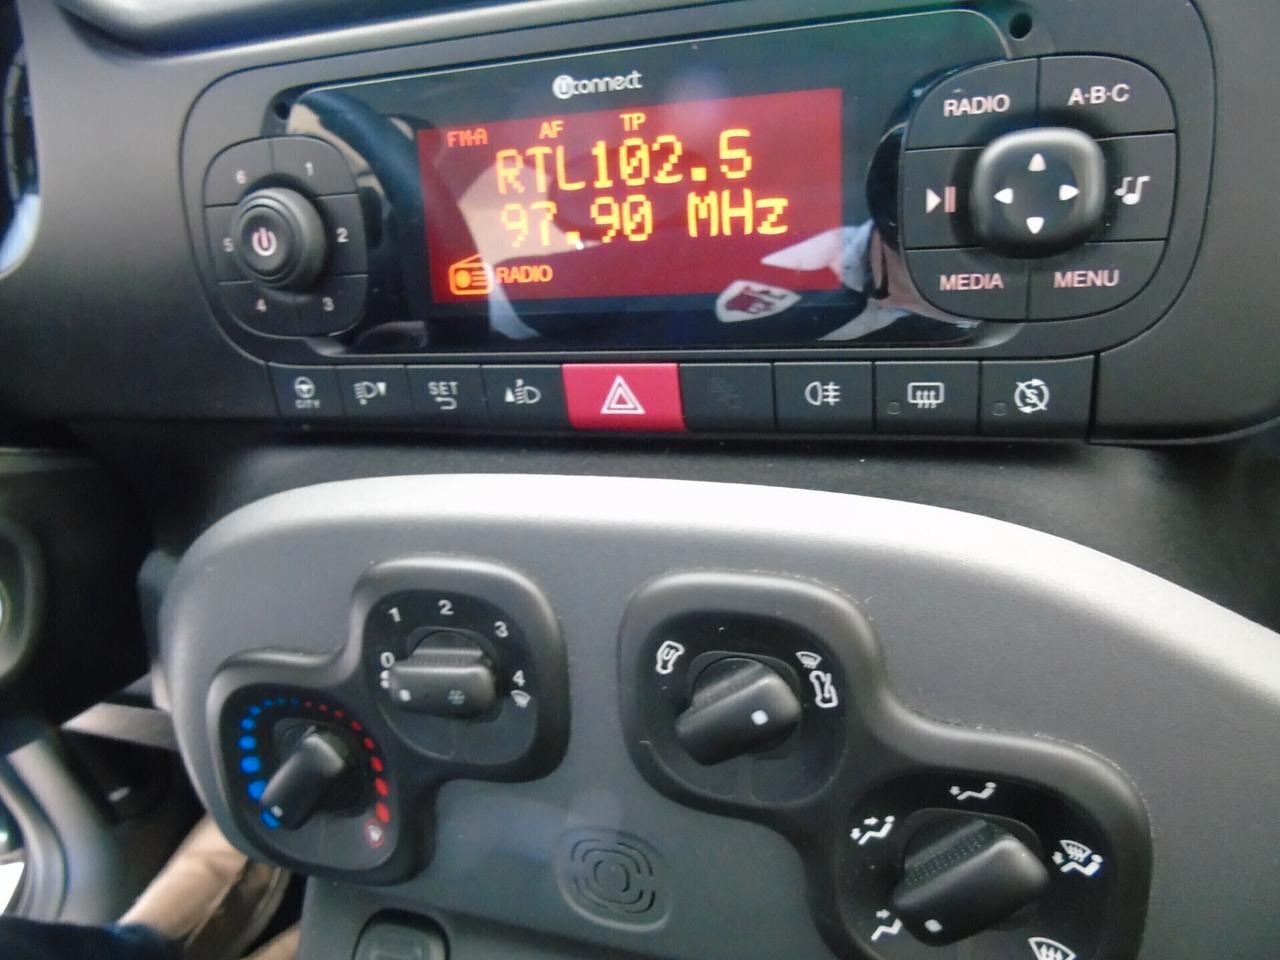 uconnect
FM-A AF TP
RTL102.5
97.90 MHz
RADIO
6 1
5 2
4 3
RADIO A·B·C
MEDIA MENU
CITY
SET
1 2 3
0 4